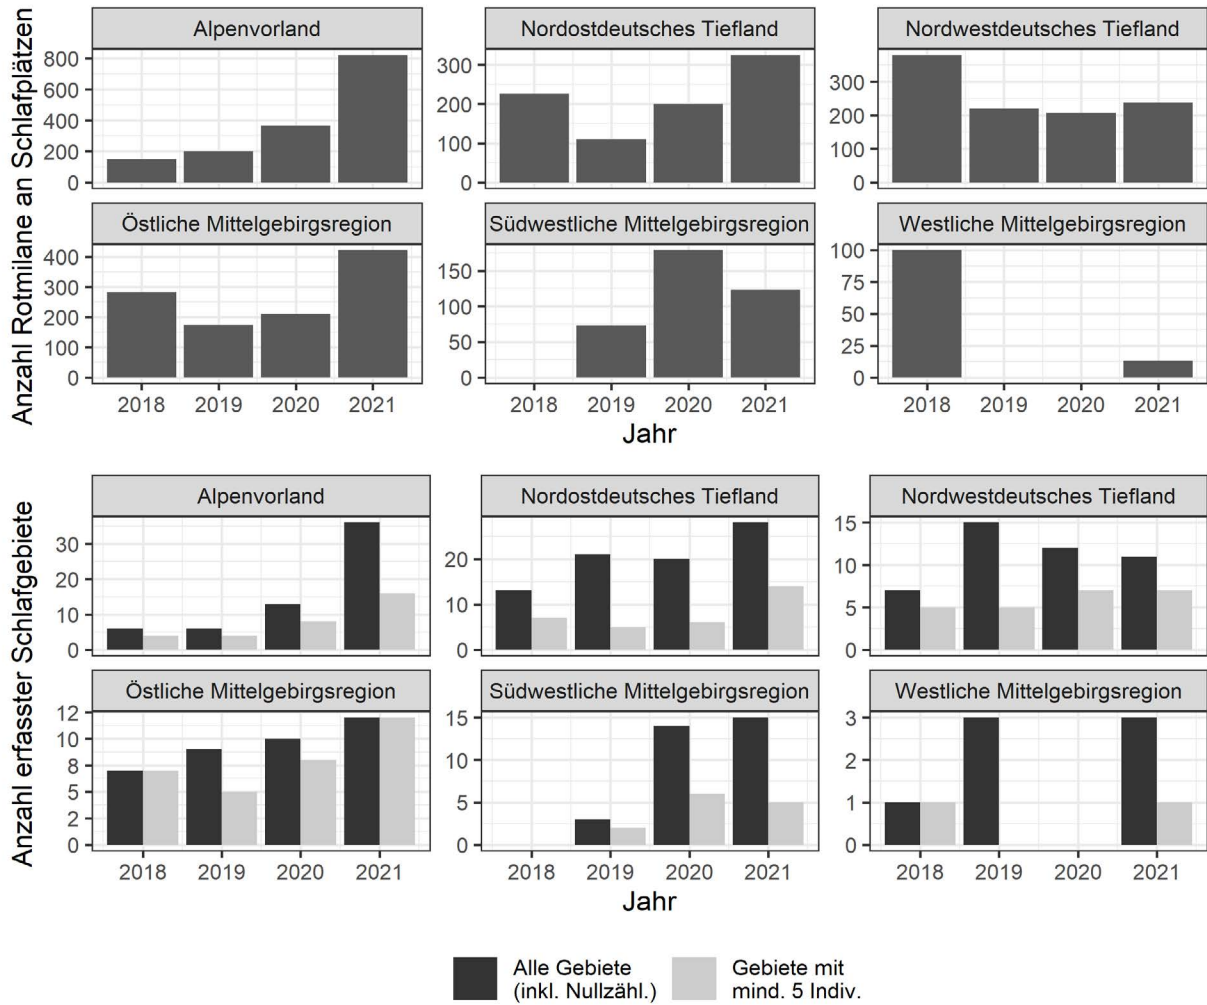 Anzahl Rotmilane an Schlafplätzen
Alpenvorland
Nordostdeutsches Tiefland
Nordwestdeutsches Tiefland
800
600
400
200
0
300
200
100
0
300
200
100
0
Östliche Mittelgebirgsregion
Südwestliche Mittelgebirgsregion
Westliche Mittelgebirgsregion
400
300
200
100
0
150
100
50
0
100
75
50
25
0
2018 2019 2020 2021
2018 2019 2020 2021
2018 2019 2020 2021
Jahr
Anzahl erfasster Schlafgebiete
Alpenvorland
Nordostdeutsches Tiefland
Nordwestdeutsches Tiefland
30
20
10
0
20
10
0
15
10
5
0
Östliche Mittelgebirgsregion
Südwestliche Mittelgebirgsregion
Westliche Mittelgebirgsregion
12
10
8
5
2
0
15
10
5
0
3
2
1
0
2018 2019 2020 2021
2018 2019 2020 2021
2018 2019 2020 2021
Jahr
Alle Gebiete
(inkl. Nullzähl.)
Gebiete mit
mind. 5 Indiv.